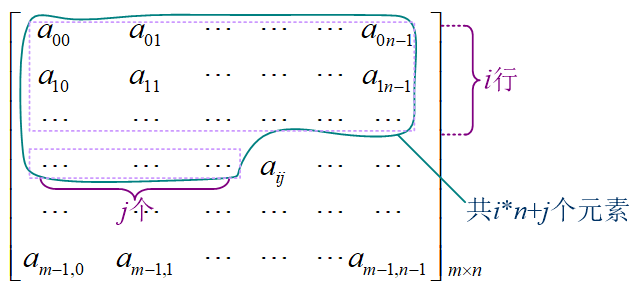 a₀₀ a₀₁ ⋯ ⋯ ⋯ a₀ₙ₋₁
a₁₀ a₁₁ ⋯ ⋯ ⋯ a₁ₙ₋₁
i行
⋯ ⋯ ⋯ ⋯ ⋯ ⋯
⋯ ⋯ ⋯ aᵢⱼ ⋯ ⋯
j个
共i*n+j个元素
⋯ ⋯ ⋯ ⋯ ⋯ ⋯
aₘ₋₁,₀ aₘ₋₁,₁ ⋯ ⋯ ⋯ aₘ₋₁,ₙ₋₁
m×n